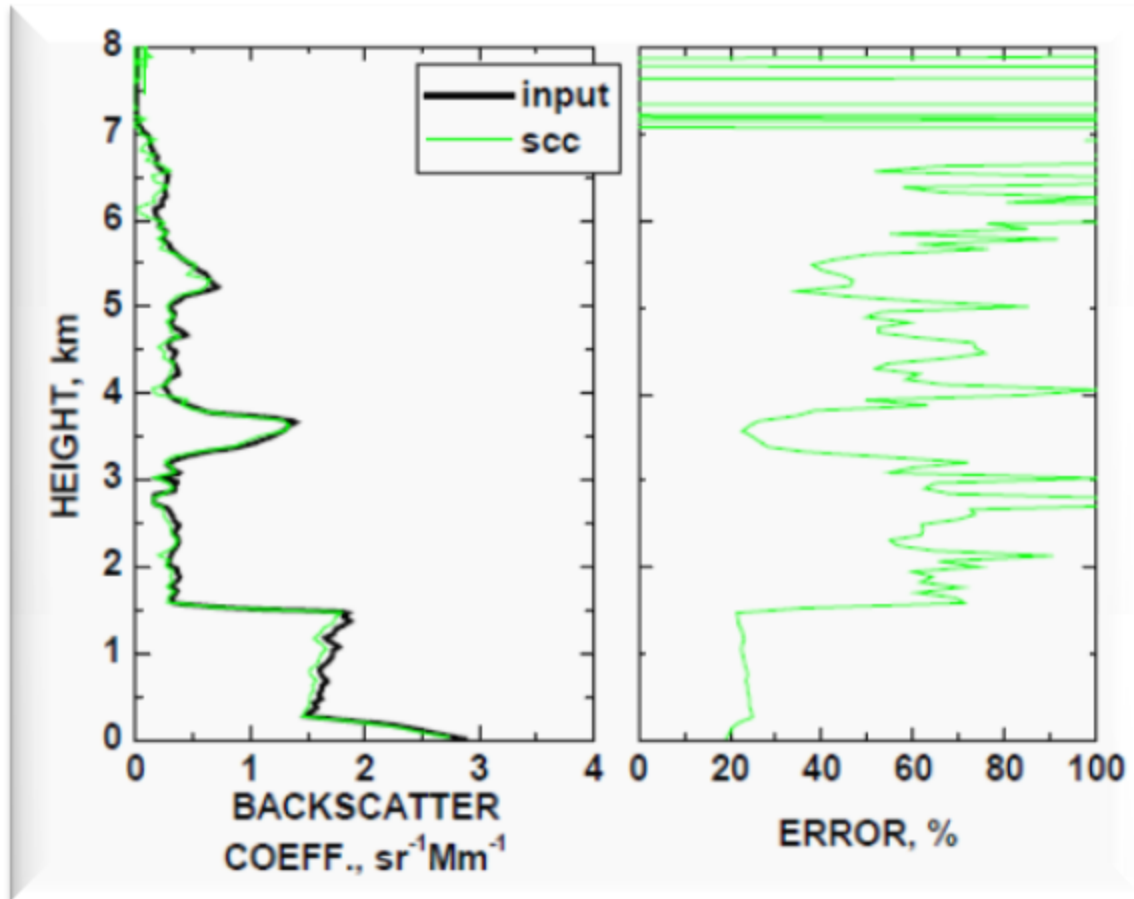 8
7
6
5
4
3
2
1
0
HEIGHT, km
input
scc
0 1 2 3 4
0 20 40 60 80 100
BACKSCATTER
COEFF., sr⁻¹Mm⁻¹
ERROR, %